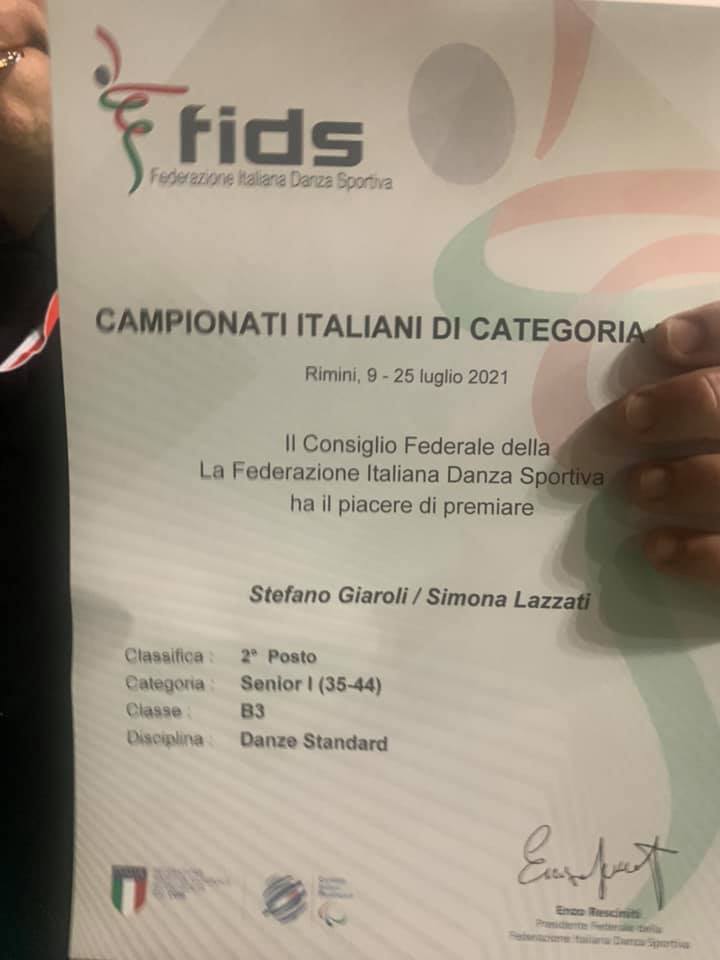 fids
Federazione Italiana Danza Sportiva
CAMPIONATI ITALIANI DI CATEGORIA
Rimini, 9 - 25 luglio 2021
Il Consiglio Federale della
La Federazione Italiana Danza Sportiva
ha il piacere di premiare
Stefano Giaroli / Simona Lazzati
Classifica : 2° Posto
Categoria : Senior I (35-44)
Classe : B3
Disciplina : Danze Standard
Enzo Resciniti
Presidente Federale della
Federazione Italiana Danza Sportiva